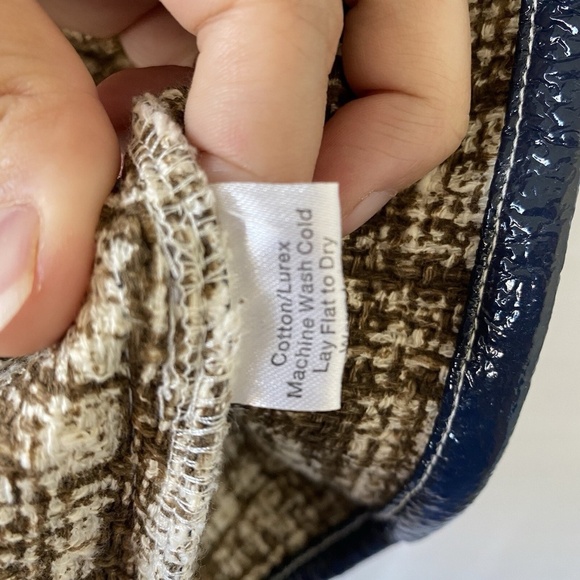 Cotton/Lurex
Machine Wash Cold
Lay Flat to Dry